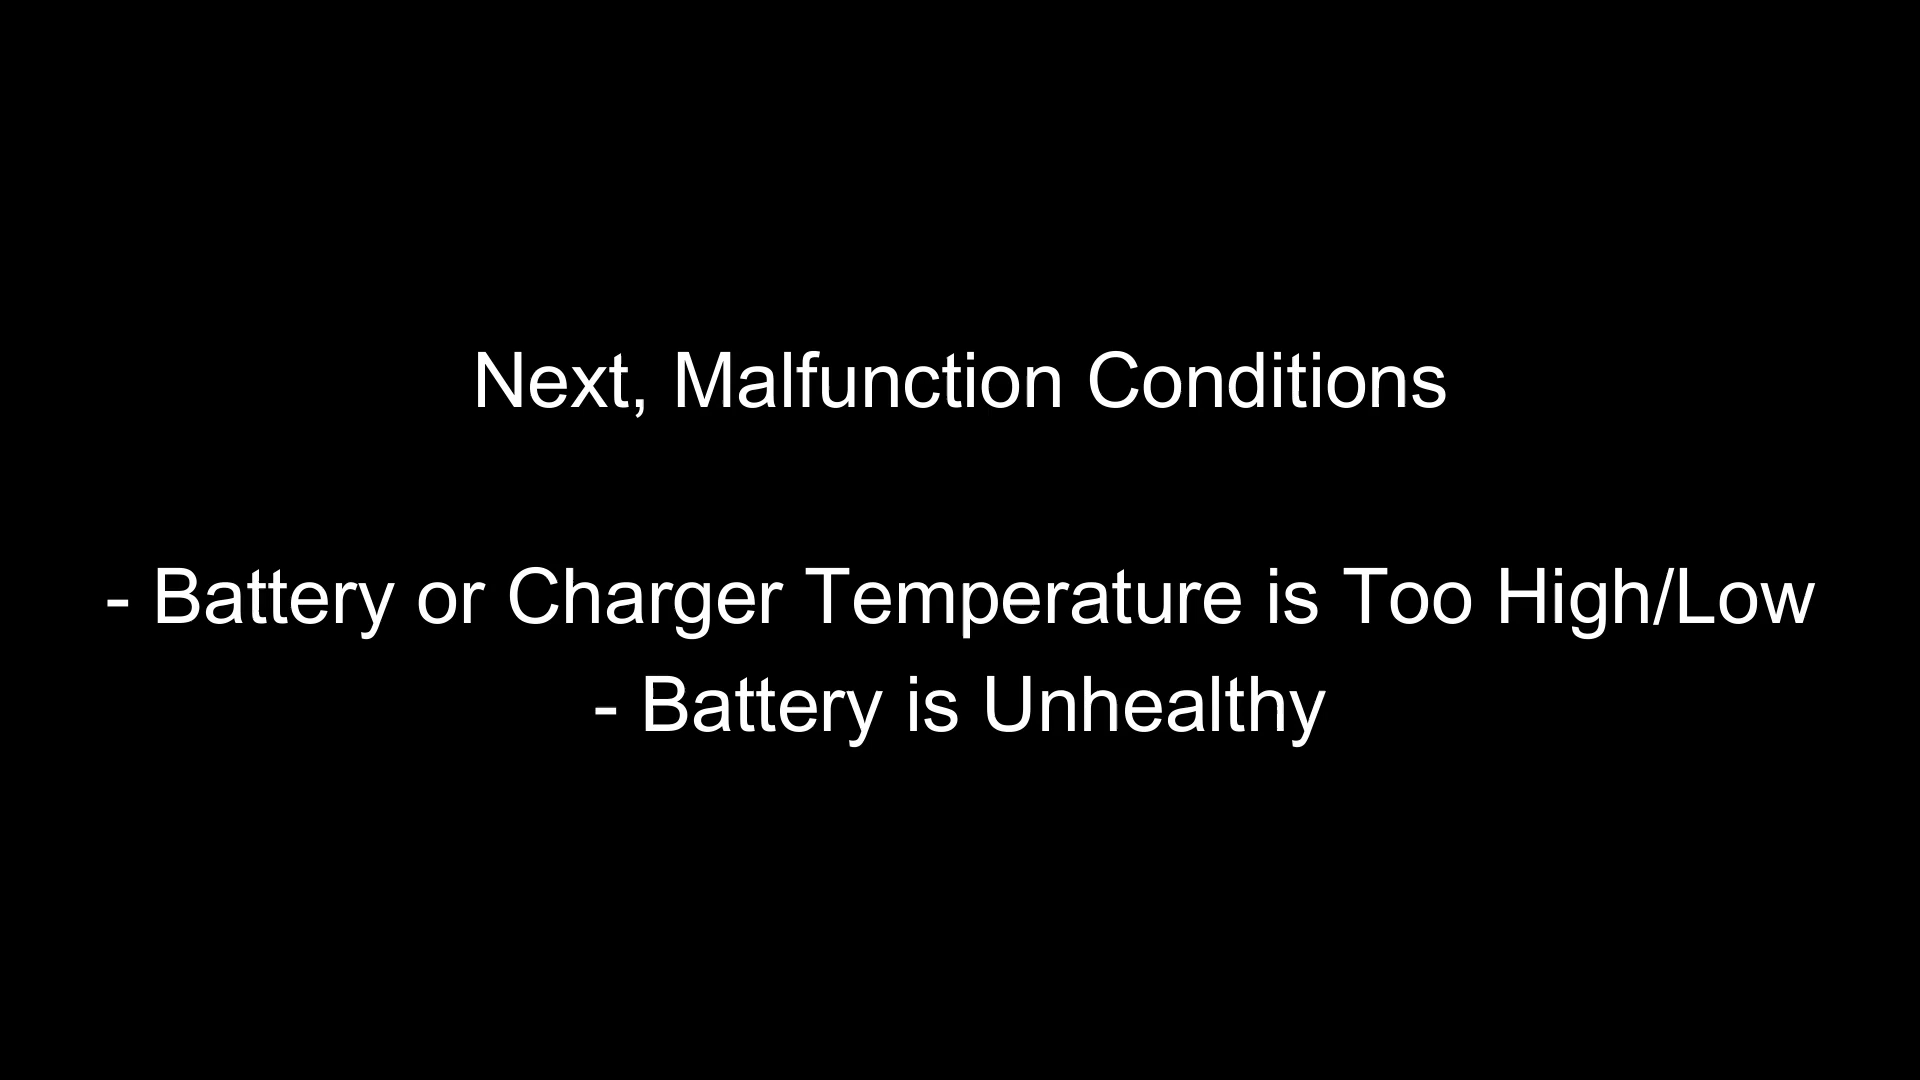 Next, Malfunction Conditions
- Battery or Charger Temperature is Too High/Low
- Battery is Unhealthy